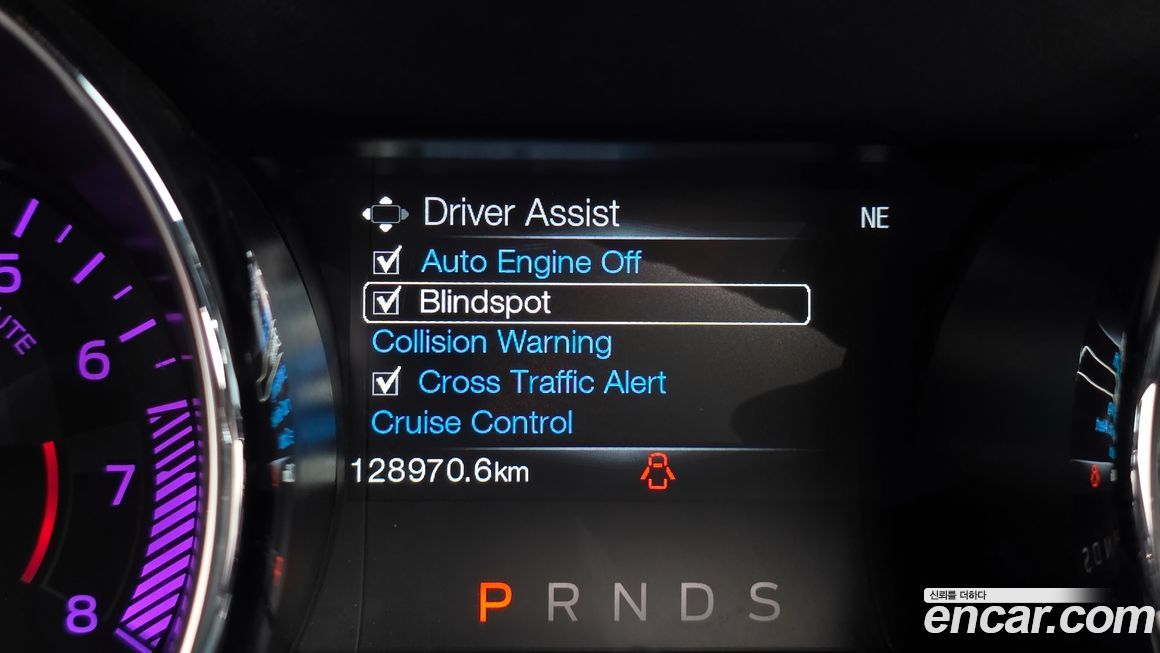 Driver Assist
NE
Auto Engine Off
Blindspot
Collision Warning
Cross Traffic Alert
Cruise Control
128970.6km
P R N D S
5
6
7
8
신뢰를 더하다
encar.com